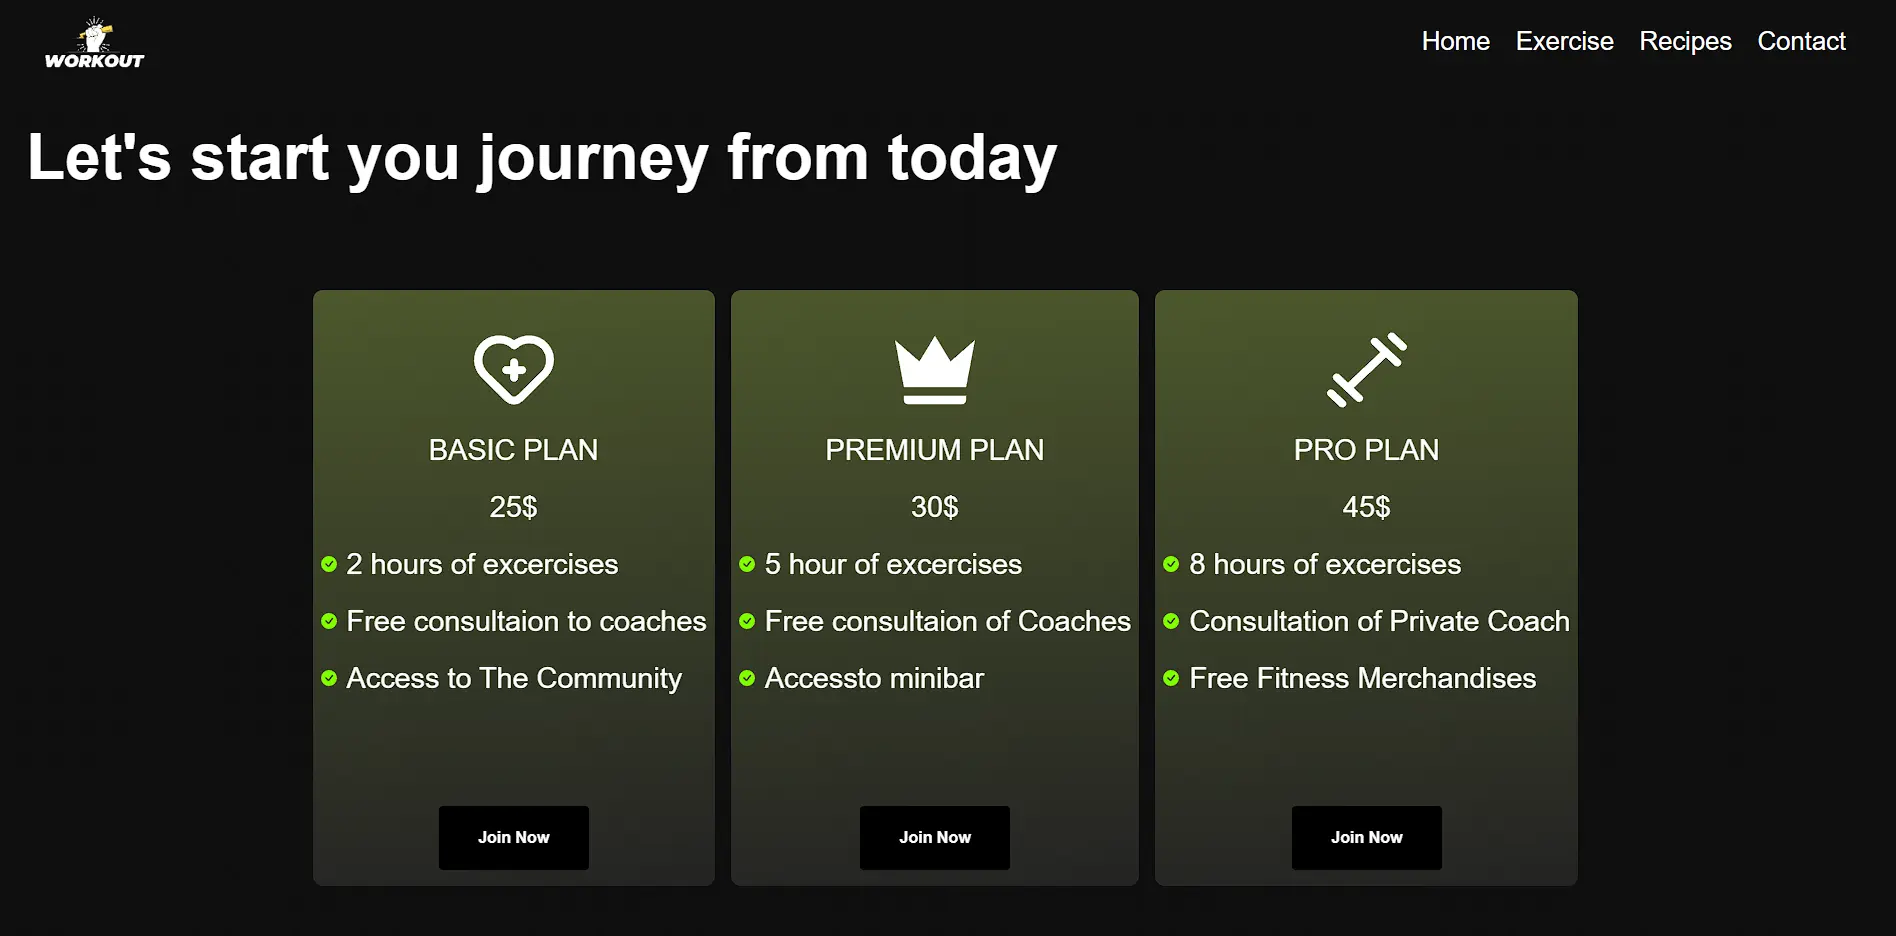 WORKOUT
Home Exercise Recipes Contact
Let's start you journey from today
BASIC PLAN
25$
2 hours of excercises
Free consultaion to coaches
Access to The Community
Join Now
PREMIUM PLAN
30$
5 hour of excercises
Free consultaion of Coaches
Accessto minibar
Join Now
PRO PLAN
45$
8 hours of excercises
Consultation of Private Coach
Free Fitness Merchandises
Join Now